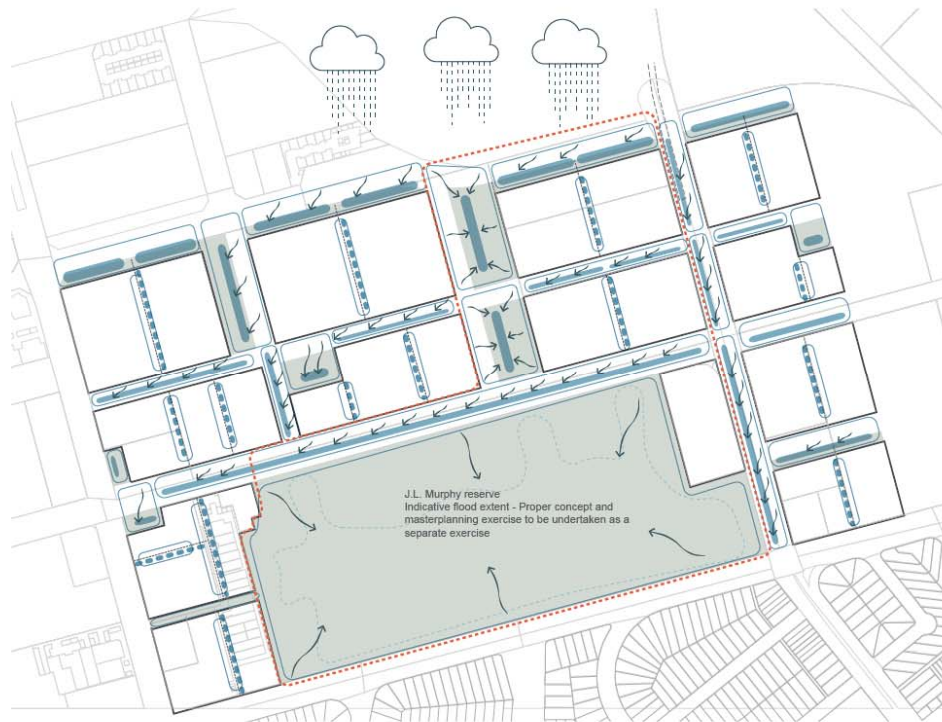 J.L. Murphy reserve
Indicative flood extent - Proper concept and
masterplanning exercise to be undertaken as a
separate exercise